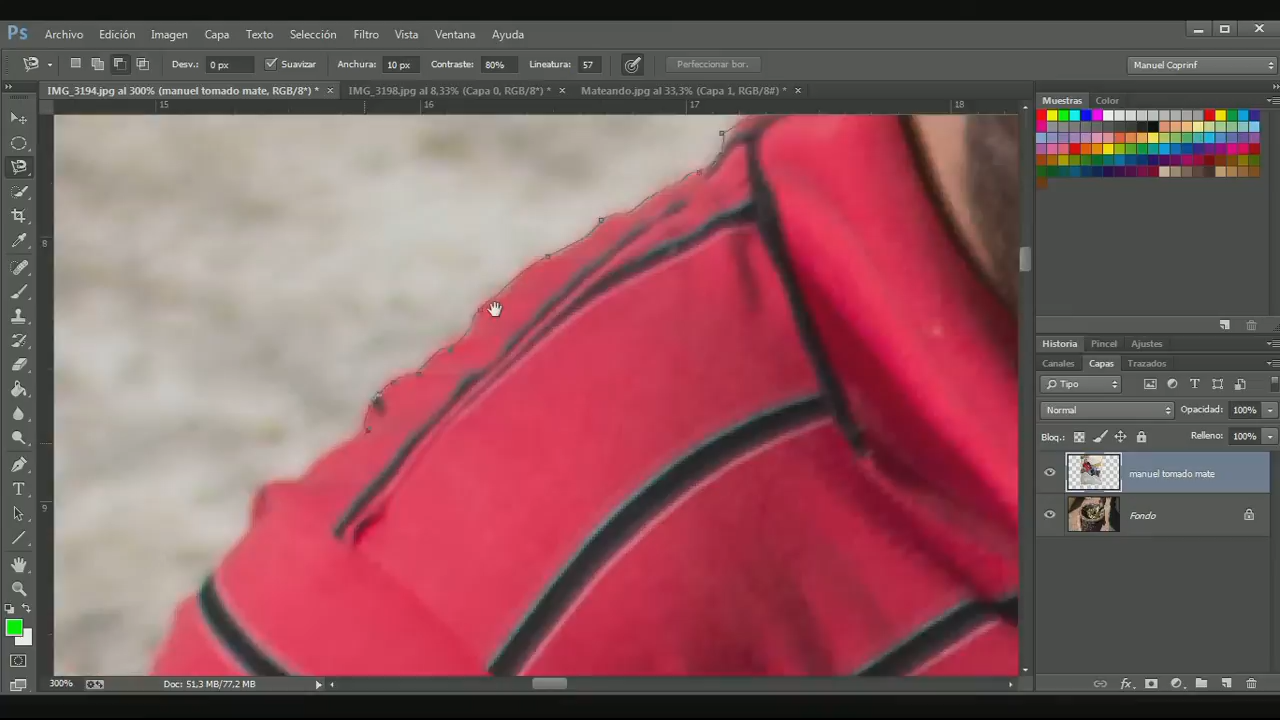 Ps Archivo Edición Imagen Capa Texto Selección Filtro Vista Ventana Ayuda
Desv.: 0 px Suavizar Anchura: 10 px Contraste: 80% Lineatura: 57 Perfeccionar bor. Manuel Coprinf
IMG_3194.jpg al 300% (manuel tomado mate, RGB/8*) * × IMG_3198.jpg al 8,33% (Capa 0, RGB/8*) * × Mateando.jpg al 33,3% (Capa 1, RGB/8#) * ×
15 16 17 18
Muestras Color
8
9
Historia Pincel Ajustes
Canales Capas Trazados
Tipo
Normal Opacidad: 100%
Bloq.: Relleno: 100%
manuel tomado mate
Fondo
T
300% Doc: 51,3 MB/77,2 MB
fx